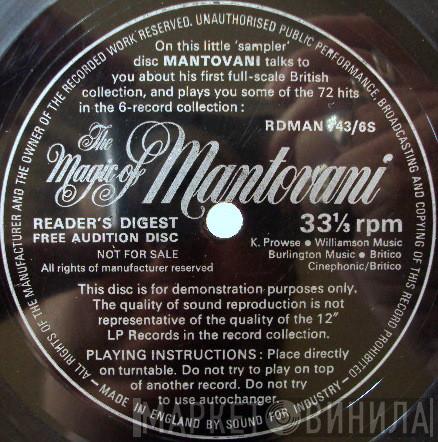 ALL RIGHTS OF THE MANUFACTURER AND THE OWNER OF THE RECORDED WORK RESERVED. UNAUTHORISED PUBLIC PERFORMANCE, BROADCASTING AND COPYING OF THIS RECORD PROHIBITED
On this little 'sampler'
disc MANTOVANI talks to
you about his first full-scale British
collection, and plays you some of the 72 hits
in the 6-record collection :
RDMAN 743/6S
The
Magic of Mantovani
READER'S DIGEST
FREE AUDITION DISC
NOT FOR SALE
All rights of manufacturer reserved
33⅓ rpm
K. Prowse • Williamson Music
Burlington Music • Britico
Cinephonic/Britico
This disc is for demonstration purposes only.
The quality of sound reproduction is not
representative of the quality of the 12"
LP Records in the record collection.
PLAYING INSTRUCTIONS : Place directly
on turntable. Do not try to play on top
of another record. Do not try
to use autochanger.
— MADE IN ENGLAND BY SOUND FOR INDUSTRY —
МАРКЕТ ВИНИЛА